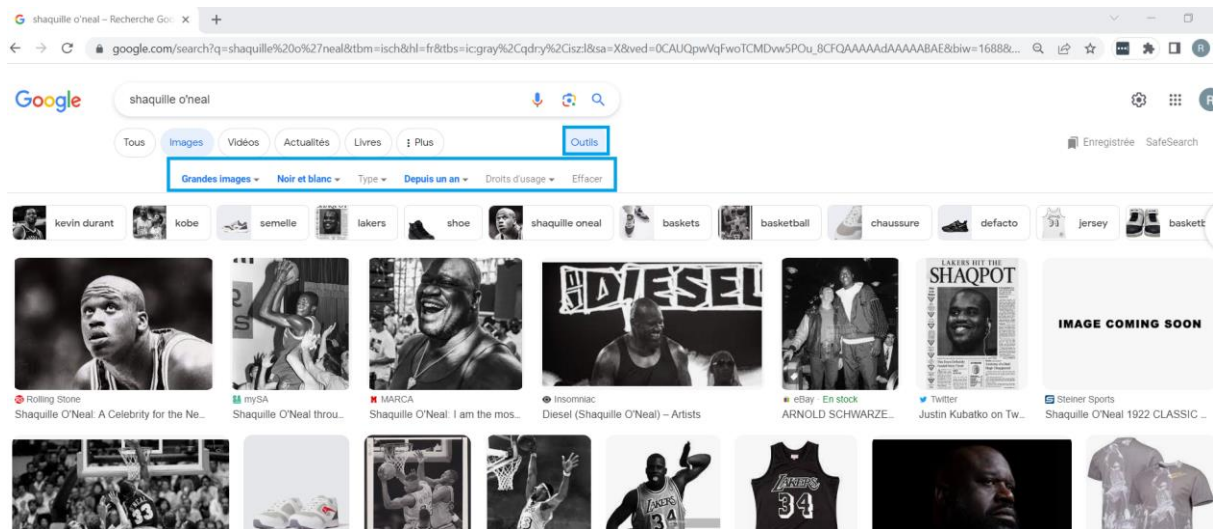 shaquille o'neal – Recherche Goo
google.com/search?q=shaquille%20o%27neal&tbm=isch&hl=fr&tbs=ic:gray%2Cqdr:y%2Cisz:l&sa=X&ved=0CAUQpwVqFwoTCMDvw5POu_8CFQAAAAAdAAAAABAE&biw=1688&...
R
Google
shaquille o'neal
R
Tous Images Vidéos Actualités Livres Plus Outils
Enregistrée SafeSearch
Grandes images Noir et blanc Type Depuis un an Droits d'usage Effacer
kevin durant kobe semelle lakers shoe shaquille oneal baskets basketball chaussure defacto jersey basketb
DIESEL
LAKERS HIT THE
SHAQPOT
IMAGE COMING SOON
Rolling Stone mySA MARCA Insomniac eBay · En stock Twitter Steiner Sports
Shaquille O'Neal: A Celebrity for the Ne... Shaquille O'Neal throu... Shaquille O'Neal: I am the mos... Diesel (Shaquille O'Neal) – Artists ARNOLD SCHWARZE... Justin Kubatko on Tw... Shaquille O'Neal 1922 CLASSIC ...
33
LAKERS
34
LAKERS
34